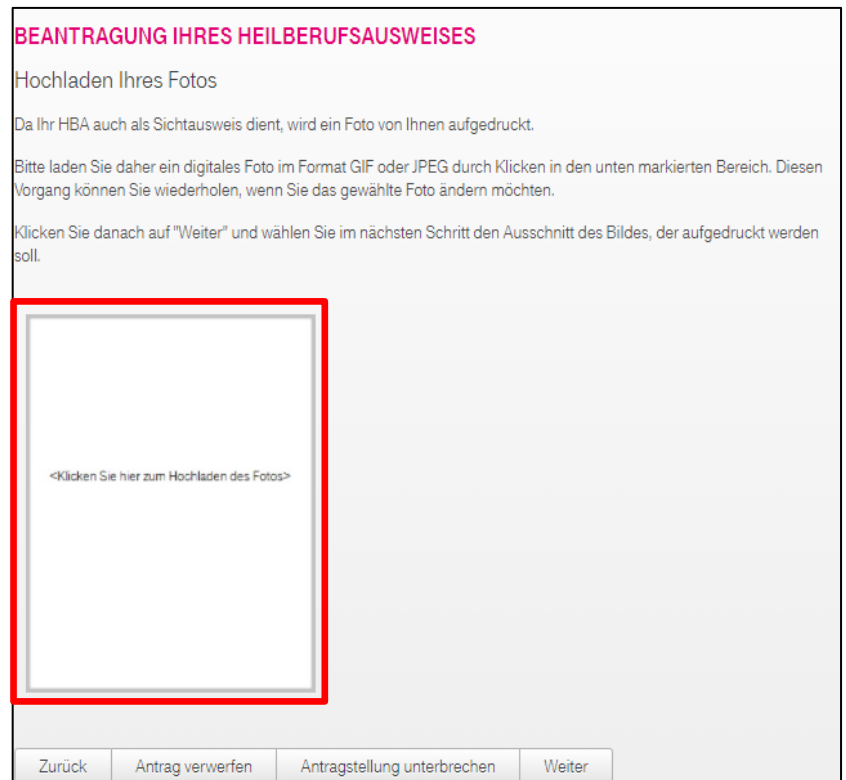 BEANTRAGUNG IHRES HEILBERUFSAUSWEISES
Hochladen Ihres Fotos
Da Ihr HBA auch als Sichtausweis dient, wird ein Foto von Ihnen aufgedruckt.
Bitte laden Sie daher ein digitales Foto im Format GIF oder JPEG durch Klicken in den unten markierten Bereich. Diesen
Vorgang können Sie wiederholen, wenn Sie das gewählte Foto ändern möchten.
Klicken Sie danach auf "Weiter" und wählen Sie im nächsten Schritt den Ausschnitt des Bildes, der aufgedruckt werden
soll.
<Klicken Sie hier zum Hochladen des Fotos>
Zurück Antrag verwerfen Antragstellung unterbrechen Weiter